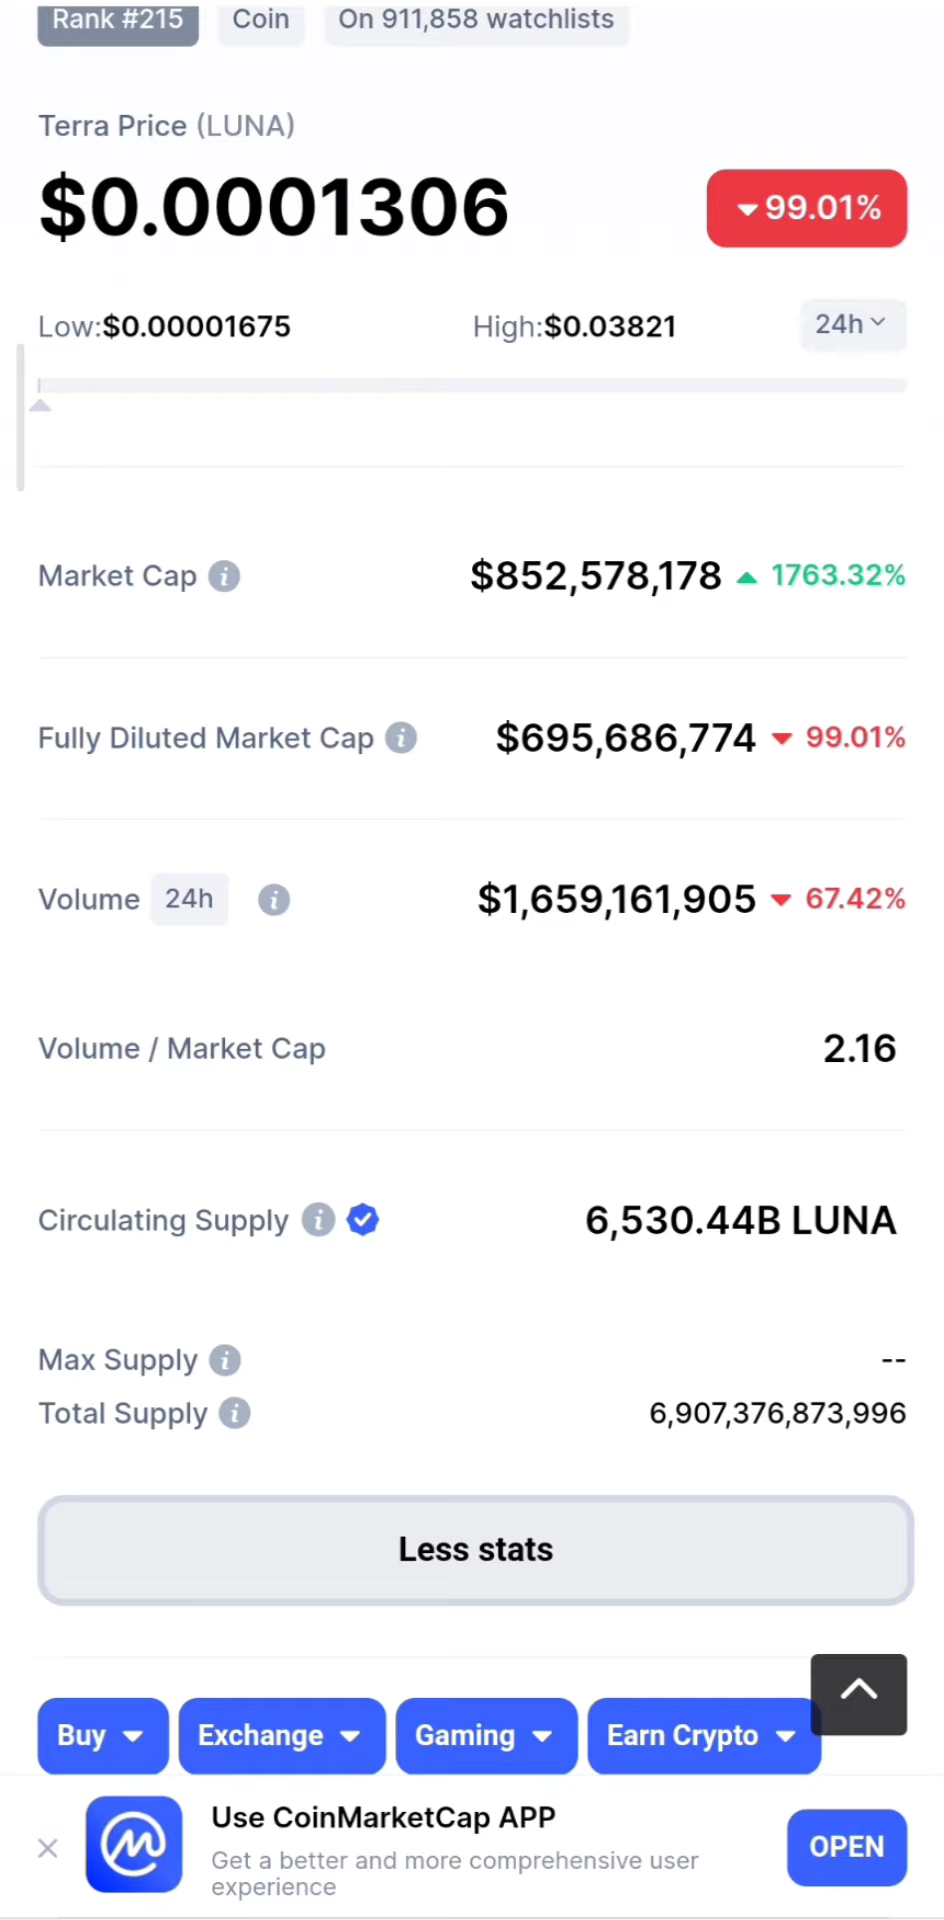 Rank #215 Coin On 911,858 watchlists
Terra Price (LUNA)
$0.0001306 99.01%
Low:$0.00001675 High:$0.03821 24h
Market Cap $852,578,178 1763.32%
Fully Diluted Market Cap $695,686,774 99.01%
Volume 24h $1,659,161,905 67.42%
Volume / Market Cap 2.16
Circulating Supply 6,530.44B LUNA
Max Supply --
Total Supply 6,907,376,873,996
Less stats
Buy Exchange Gaming Earn Crypto
Use CoinMarketCap APP
Get a better and more comprehensive user
experience
OPEN